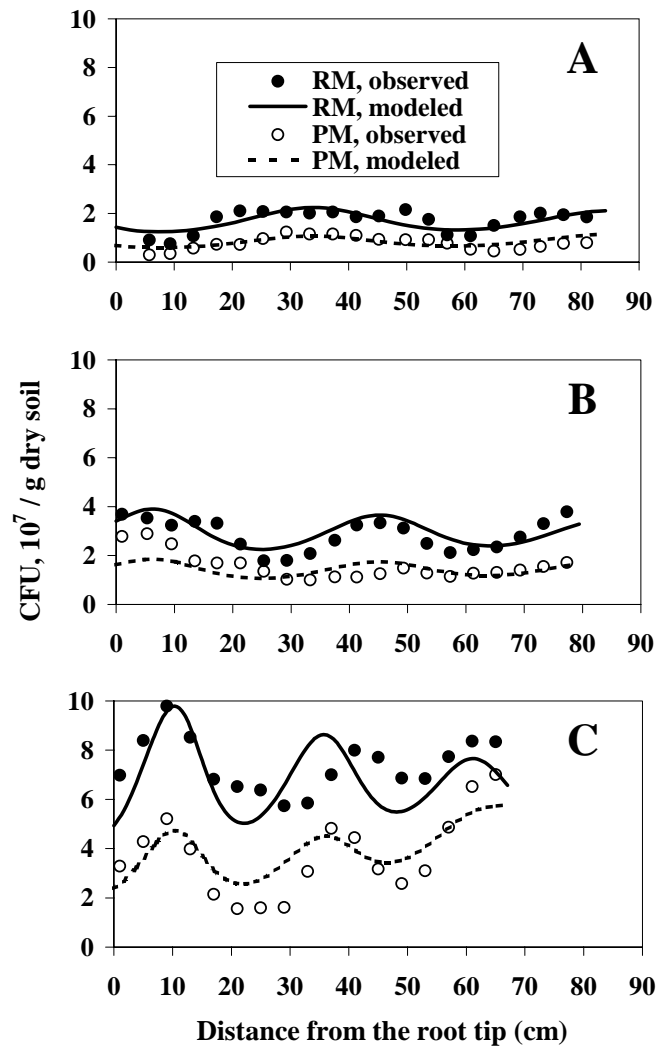 10
8
6
4
2
0
A
RM, observed
RM, modeled
PM, observed
PM, modeled
0 10 20 30 40 50 60 70 80 90
CFU, 10⁷ / g dry soil
10
8
6
4
2
0
B
0 10 20 30 40 50 60 70 80 90
10
8
6
4
2
0
C
0 10 20 30 40 50 60 70 80 90
Distance from the root tip (cm)